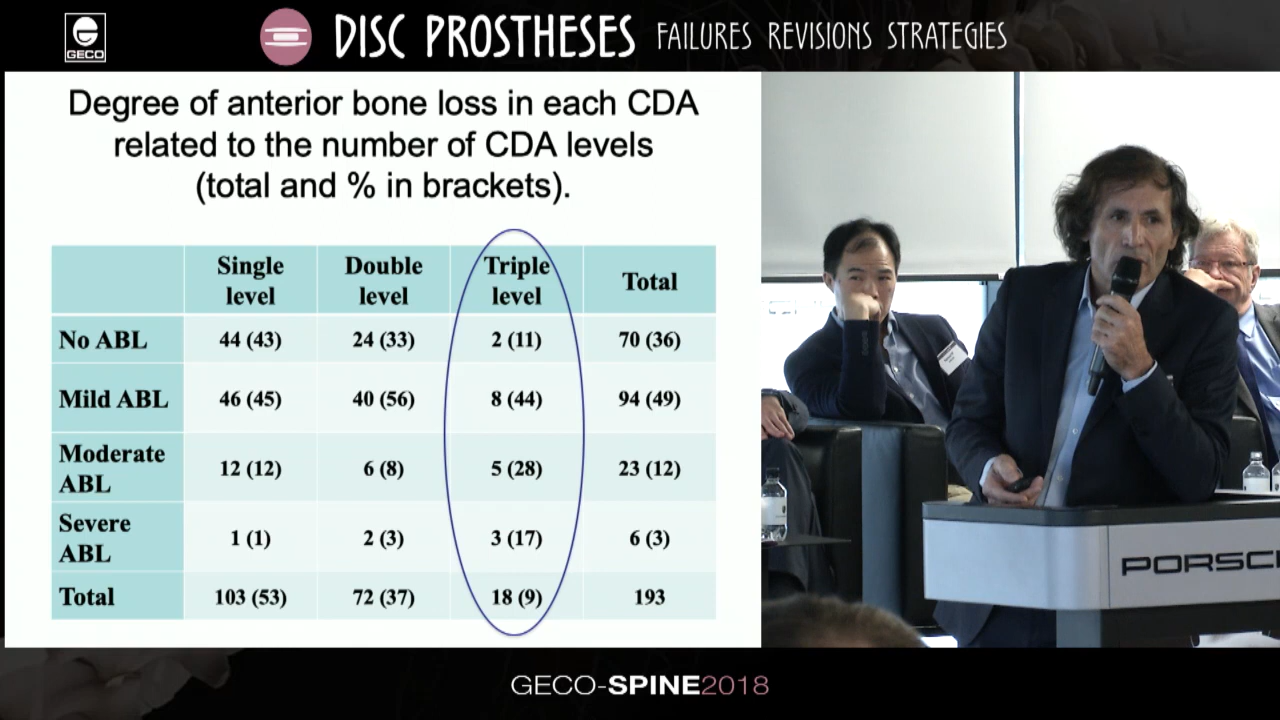 GECO
DISC PROSTHESES FAILURES REVISIONS STRATEGIES
Degree of anterior bone loss in each CDA
related to the number of CDA levels
(total and % in brackets).
Single level Double level Triple level Total
No ABL 44 (43) 24 (33) 2 (11) 70 (36)
Mild ABL 46 (45) 40 (56) 8 (44) 94 (49)
Moderate ABL 12 (12) 6 (8) 5 (28) 23 (12)
Severe ABL 1 (1) 2 (3) 3 (17) 6 (3)
Total 103 (53) 72 (37) 18 (9) 193
PORSC
GECO-SPINE2018